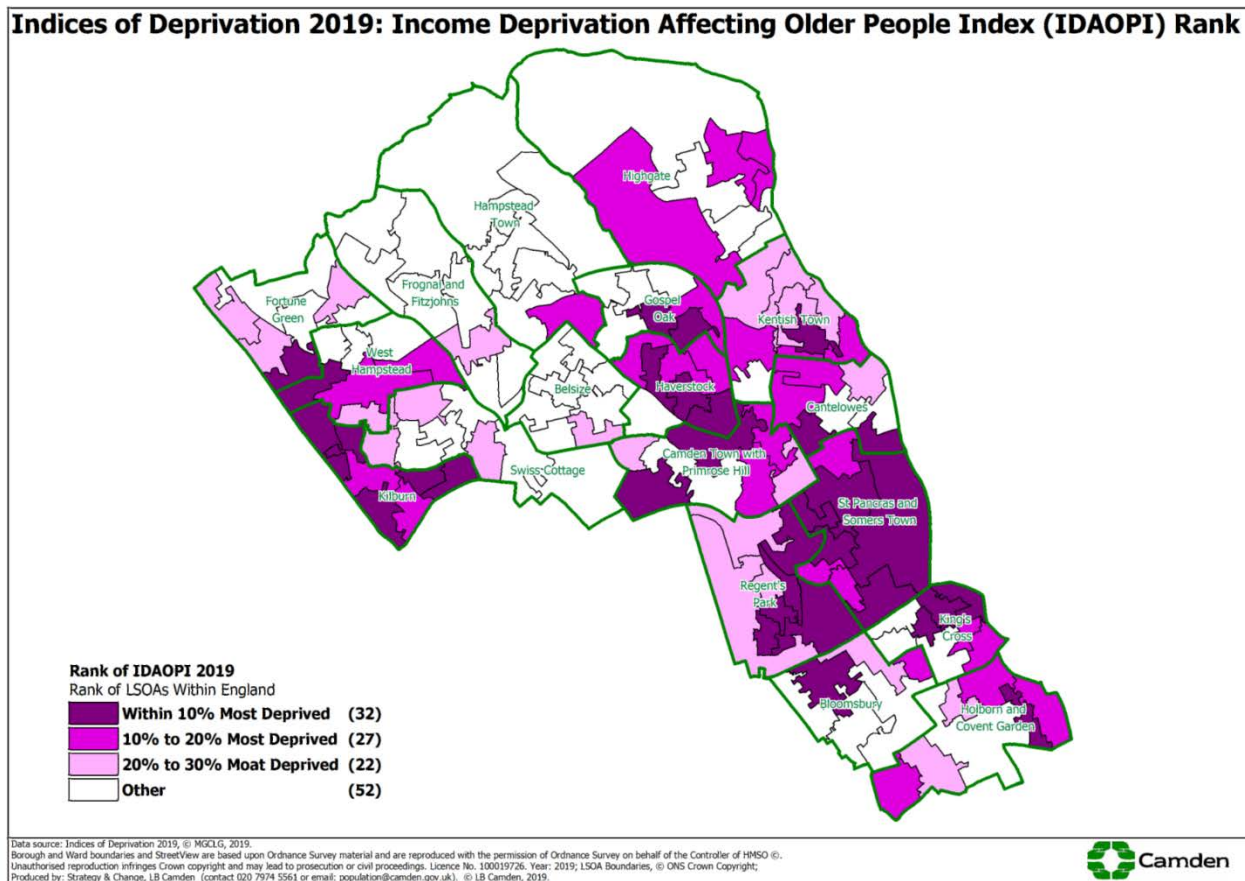 Indices of Deprivation 2019: Income Deprivation Affecting Older People Index (IDAOPI) Rank
Highgate
Hampstead
Town
Frognal and
Fitzjohns
Fortune
Green
Gospel
Oak
Kentish Town
West
Hampstead
Belsize
Haverstock
Cantelowes
Camden Town with
Primrose Hill
Swiss Cottage
Kilburn
St Pancras and
Somers Town
Regent's
Park
King's
Cross
Bloomsbury
Holborn and
Covent Garden
Rank of IDAOPI 2019
Rank of LSOAs Within England
Within 10% Most Deprived (32)
10% to 20% Most Deprived (27)
20% to 30% Moat Deprived (22)
Other (52)
Data source: Indices of Deprivation 2019, © MGCLG, 2019.
Borough and Ward boundaries and StreetView are based upon Ordnance Survey material and are reproduced with the permission of Ordnance Survey on behalf of the Controller of HMSO ©.
Unauthorised reproduction infringes Crown copyright and may lead to prosecution or civil proceedings. Licence No. 100019726. Year: 2019; LSOA Boundaries, © ONS Crown Copyright;
Produced by: Strategy & Change, LB Camden (contact 020 7974 5561 or email: population@camden.gov.uk). © LB Camden, 2019.
Camden